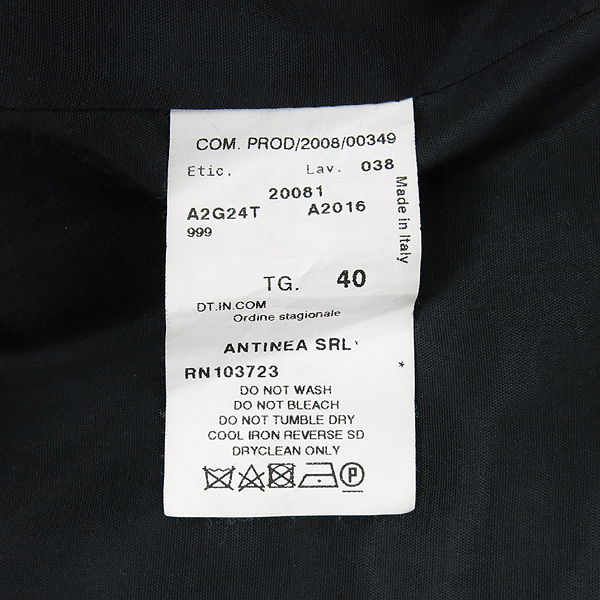 COM. PROD/2008/00349
Etic. Lav. 038
20081
A2G24T A2016
999
Made in Italy
TG. 40
DT.IN.COM
Ordine stagionale
ANTINEA SRL
RN103723 *
DO NOT WASH
DO NOT BLEACH
DO NOT TUMBLE DRY
COOL IRON REVERSE SD
DRYCLEAN ONLY
P